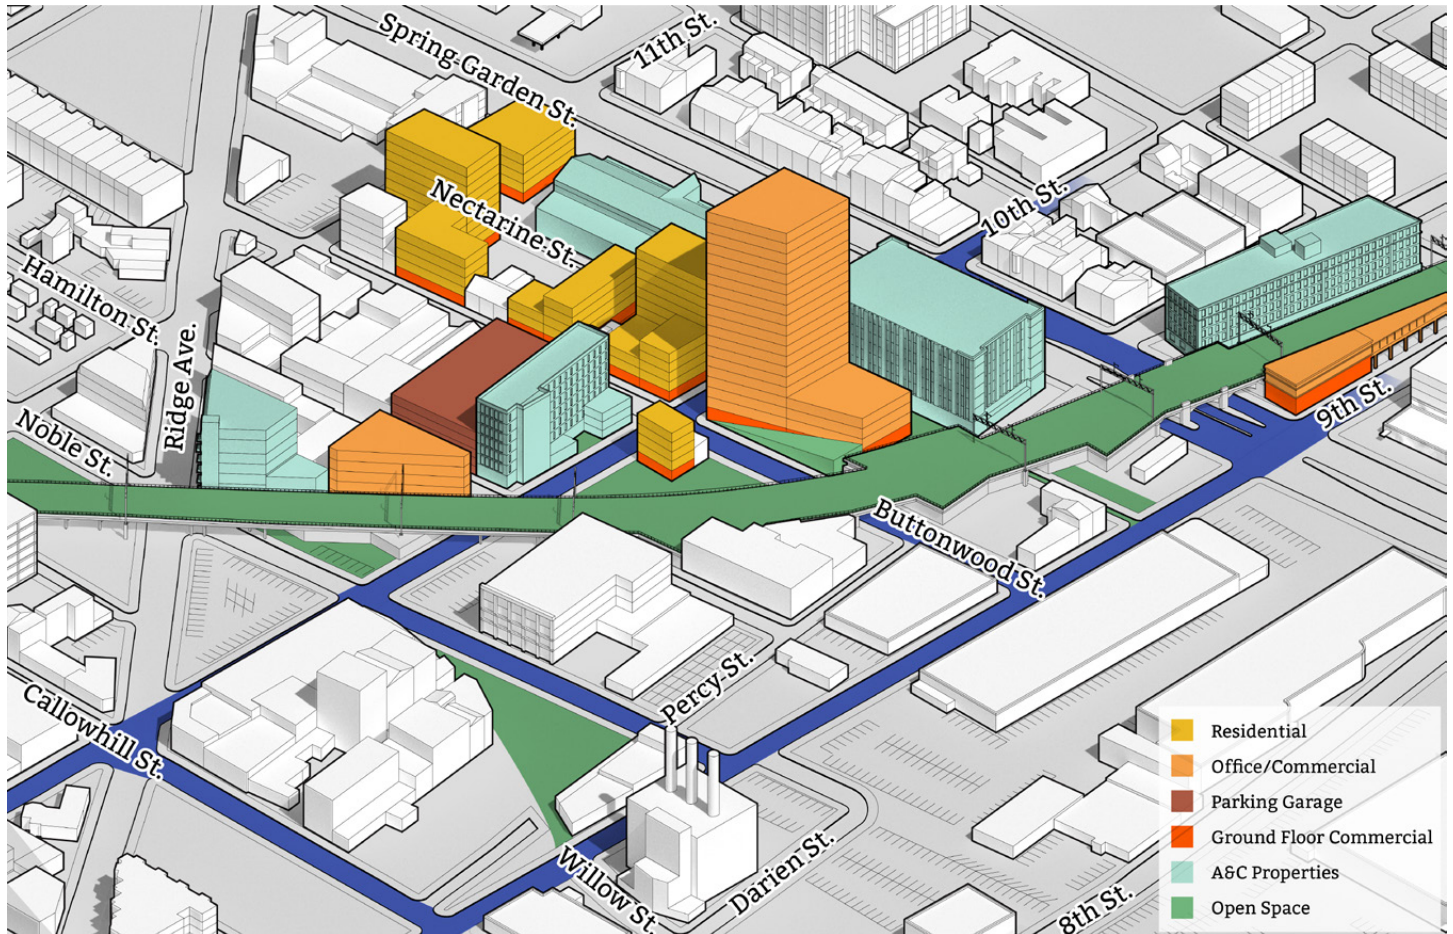 Spring Garden St.
11th St.
Nectarine St.
10th St.
Hamilton St.
Ridge Ave.
Noble St.
9th St.
Buttonwood St.
Percy St.
Callowhill St.
Willow St.
Darien St.
8th St.
Residential
Office/Commercial
Parking Garage
Ground Floor Commercial
A&C Properties
Open Space